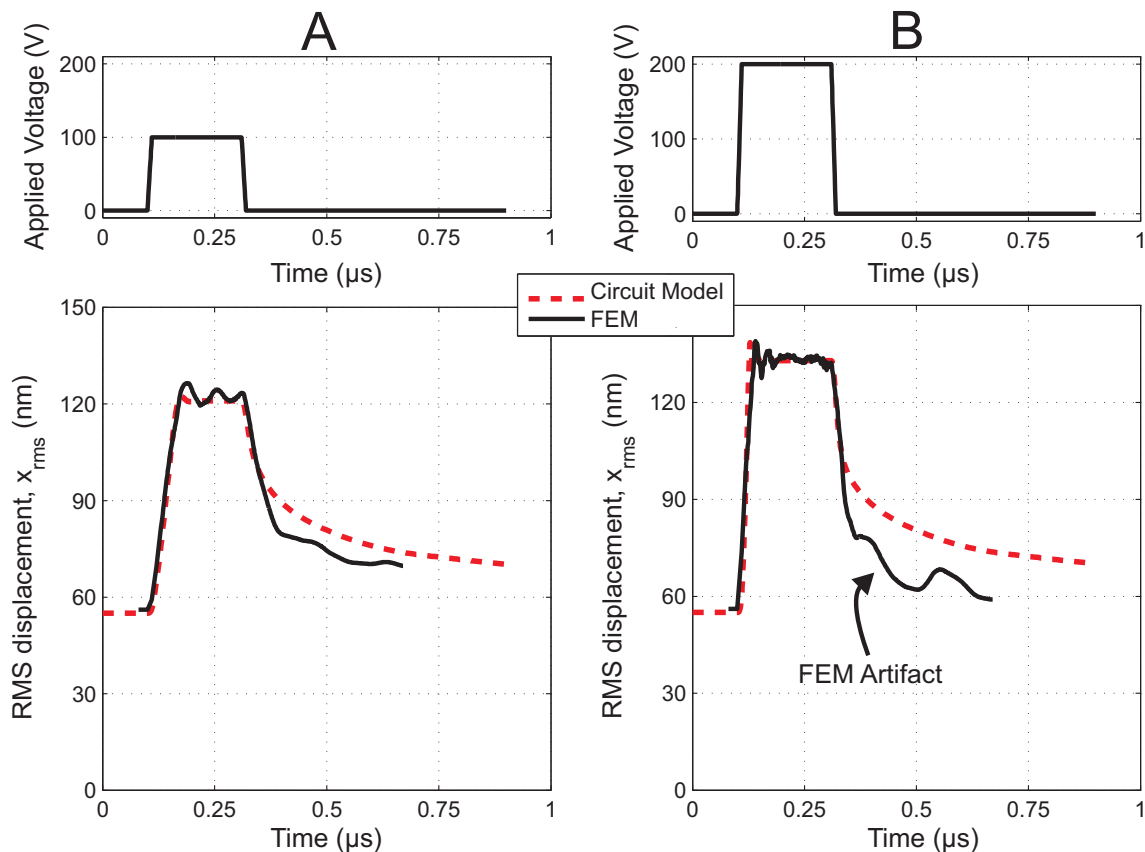 A
Applied Voltage (V)
200
100
0
0 0.25 0.5 0.75 1
Time (µs)
B
Applied Voltage (V)
200
100
0
0 0.25 0.5 0.75 1
Time (µs)
Circuit Model
FEM
RMS displacement, xrms (nm)
150
120
90
60
30
0
0 0.25 0.5 0.75 1
Time (µs)
RMS displacement, xrms (nm)
120
90
60
30
0
FEM Artifact
0 0.25 0.5 0.75 1
Time (µs)